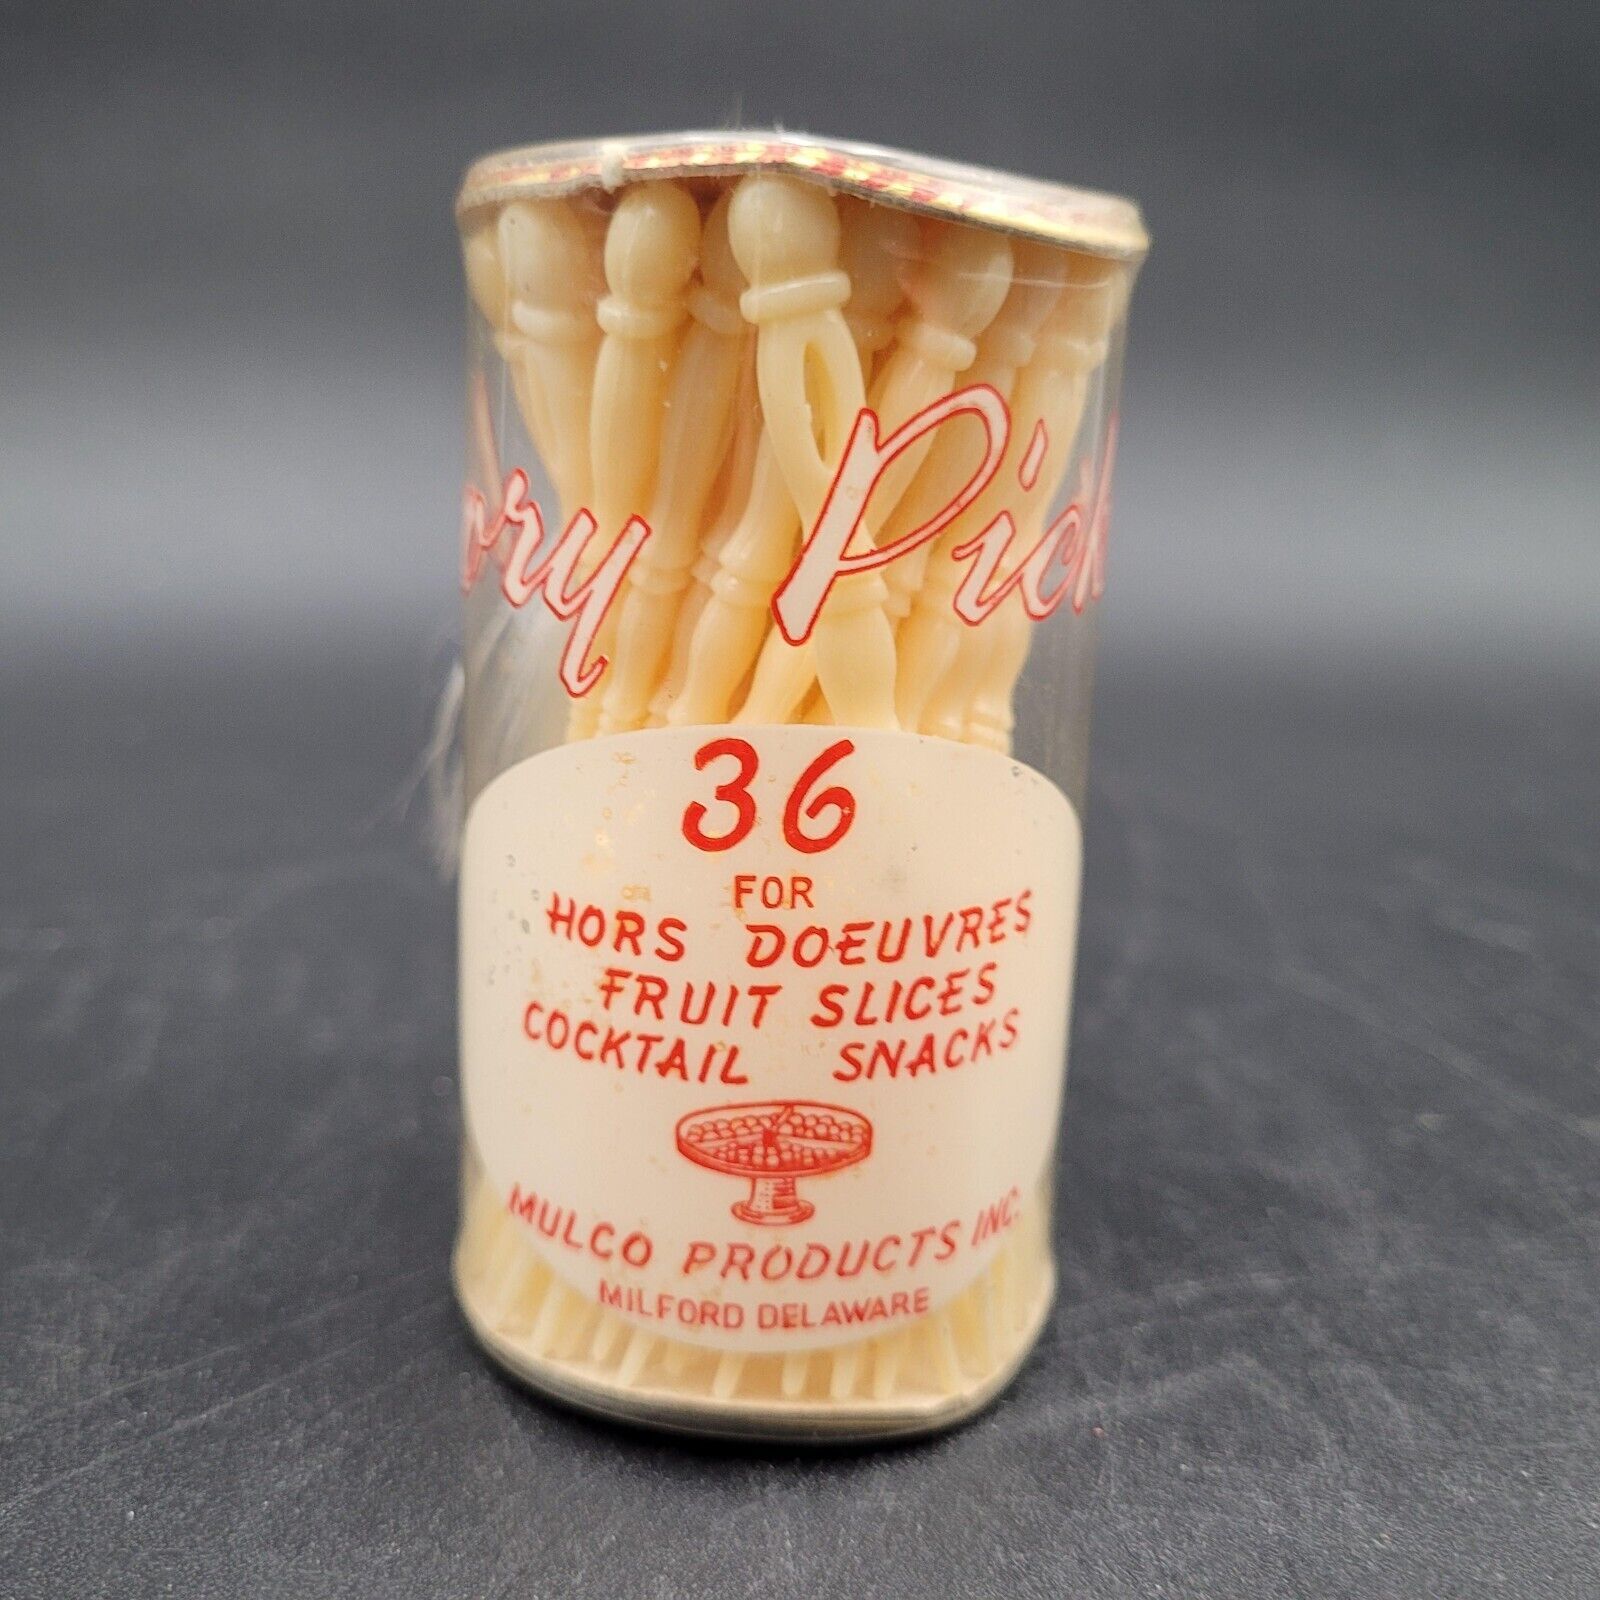 ory Pick
36
FOR
HORS DOEUVRES
FRUIT SLICES
COCKTAIL SNACKS
MULCO PRODUCTS INC.
MILFORD DELAWARE